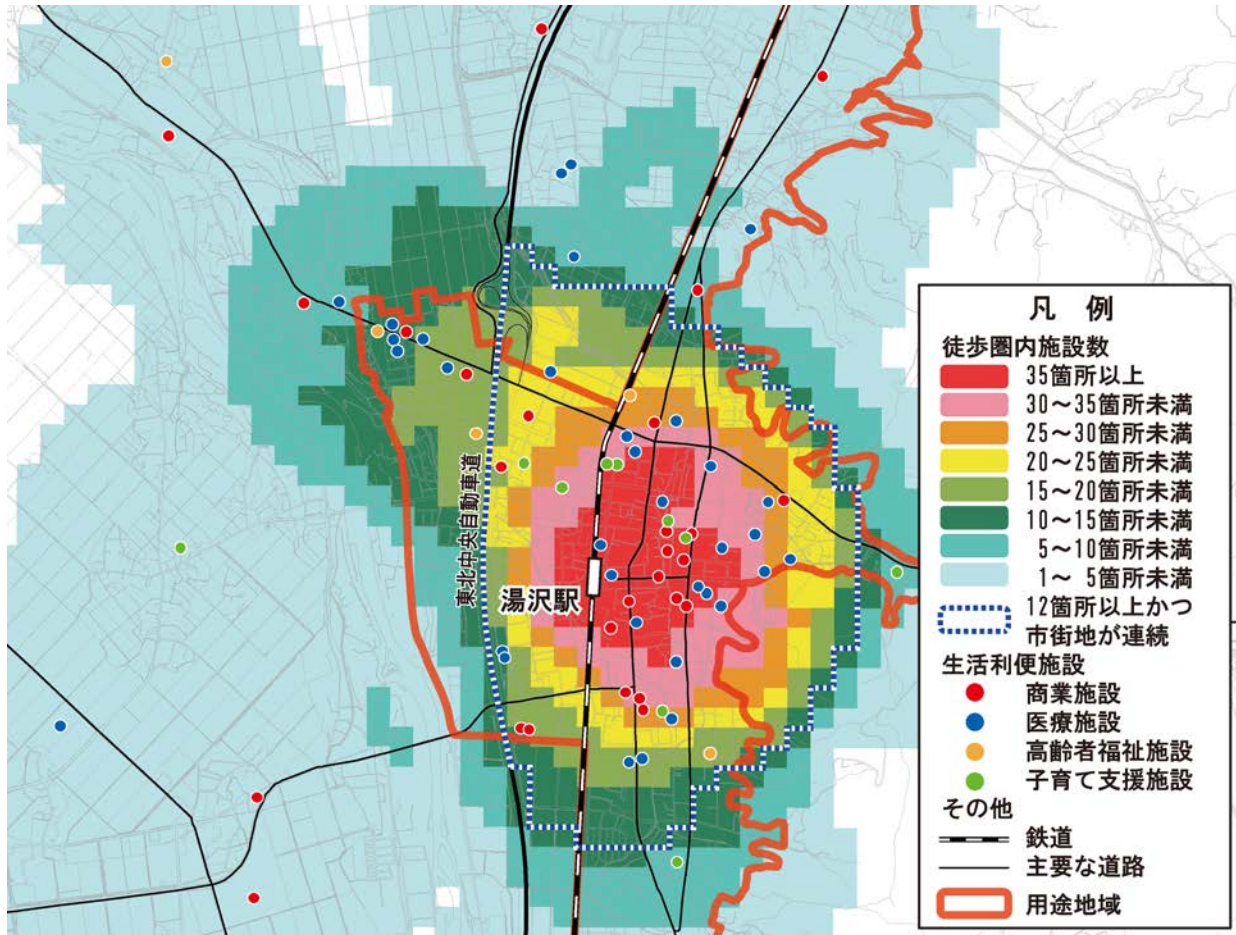 東北中央自動車道
湯沢駅
凡 例
徒歩圏内施設数
35箇所以上
30～35箇所未満
25～30箇所未満
20～25箇所未満
15～20箇所未満
10～15箇所未満
5～10箇所未満
1～ 5箇所未満
12箇所以上かつ
市街地が連続
生活利便施設
商業施設
医療施設
高齢者福祉施設
子育て支援施設
その他
鉄道
主要な道路
用途地域